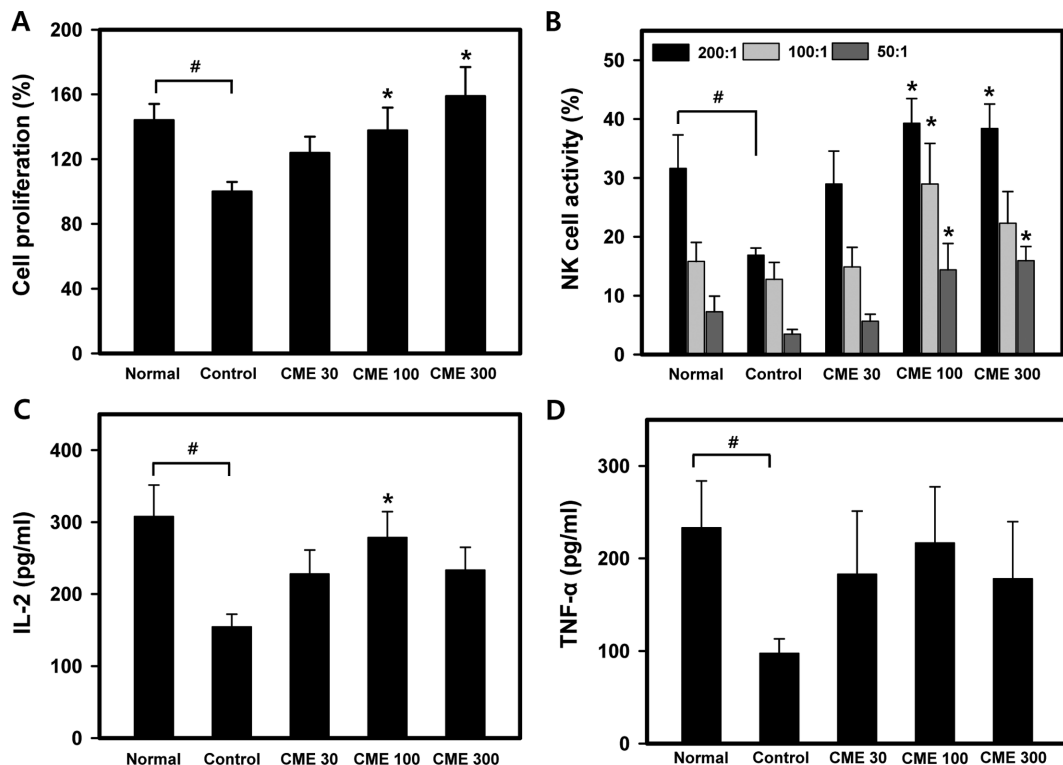 A
Cell proliferation (%)
200
160
120
80
40
0
#
*
*
Normal Control CME 30 CME 100 CME 300
B
NK cell activity (%)
200:1 100:1 50:1
50
40
30
20
10
0
#
*
*
*
*
*
Normal Control CME 30 CME 100 CME 300
C
IL-2 (pg/ml)
400
300
200
100
0
#
*
Normal Control CME 30 CME 100 CME 300
D
TNF-α (pg/ml)
300
200
100
0
#
Normal Control CME 30 CME 100 CME 300